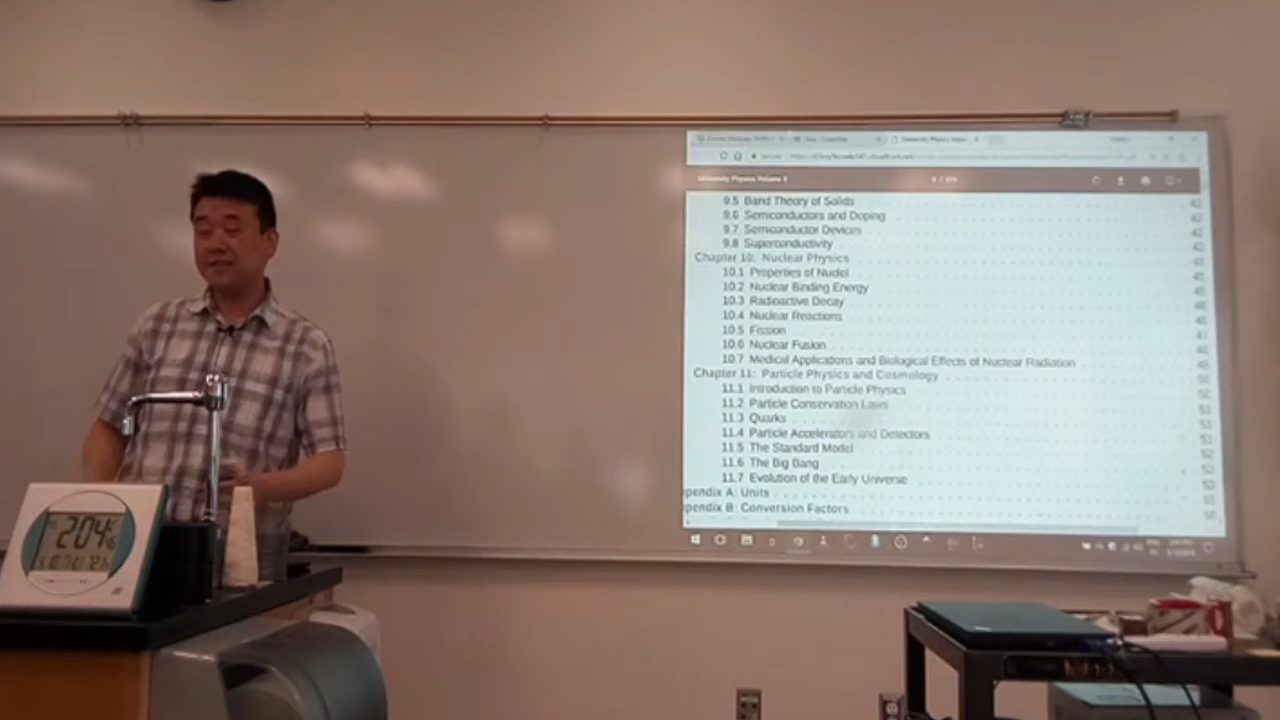 University Physics Volume 3
9.5 Band Theory of Solids
9.6 Semiconductors and Doping
9.7 Semiconductor Devices
9.8 Superconductivity
Chapter 10: Nuclear Physics
10.1 Properties of Nuclei
10.2 Nuclear Binding Energy
10.3 Radioactive Decay
10.4 Nuclear Reactions
10.5 Fission
10.6 Nuclear Fusion
10.7 Medical Applications and Biological Effects of Nuclear Radiation
Chapter 11: Particle Physics and Cosmology
11.1 Introduction to Particle Physics
11.2 Particle Conservation Laws
11.3 Quarks
11.4 Particle Accelerators and Detectors
11.5 The Standard Model
11.6 The Big Bang
11.7 Evolution of the Early Universe
pendix A: Units
pendix B: Conversion Factors
2:04